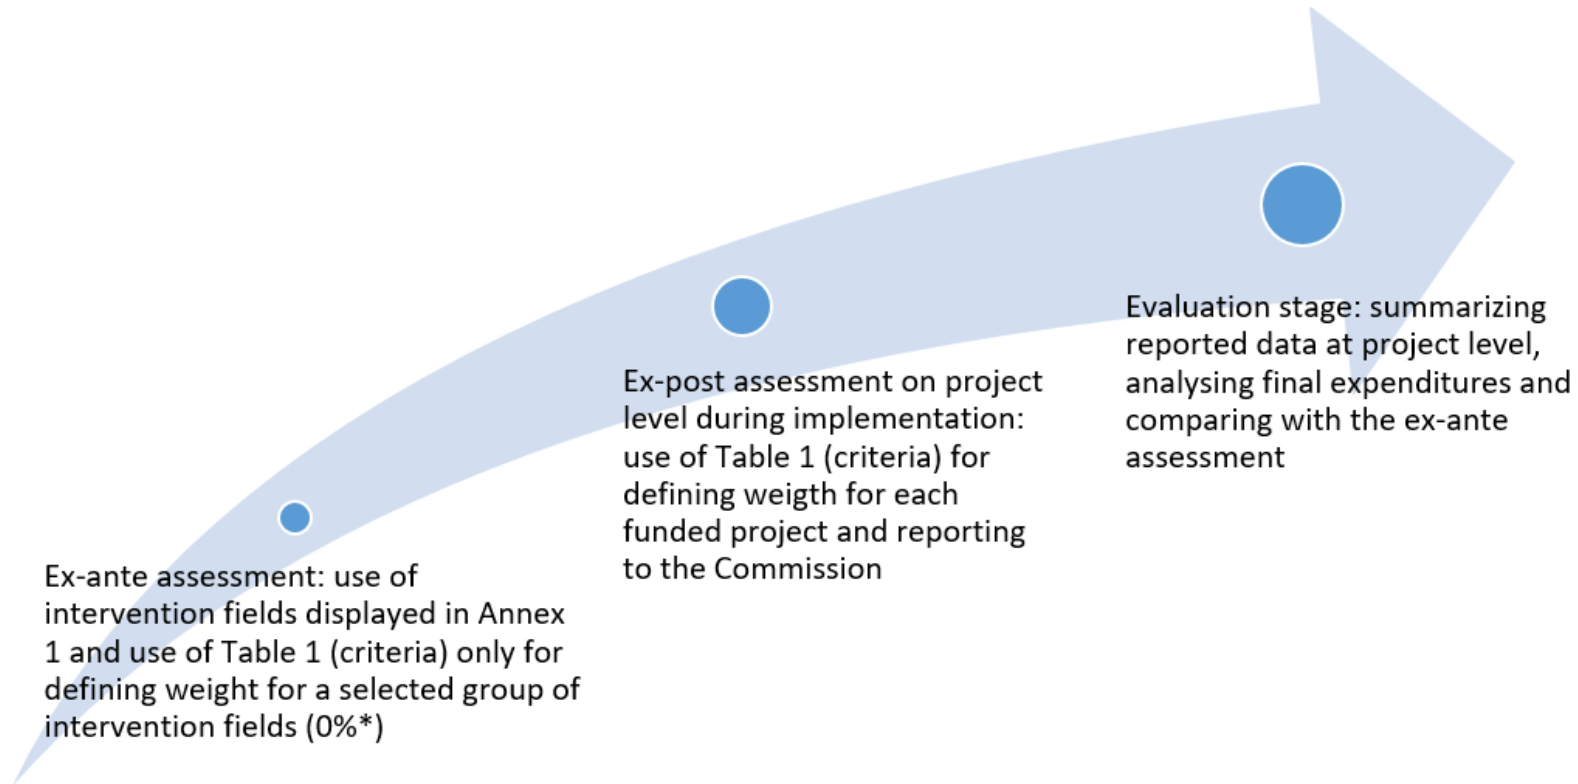 Ex-ante assessment: use of
intervention fields displayed in Annex
1 and use of Table 1 (criteria) only for
defining weight for a selected group of
intervention fields (0%*)
Ex-post assessment on project
level during implementation:
use of Table 1 (criteria) for
defining weigth for each
funded project and reporting
to the Commission
Evaluation stage: summarizing
reported data at project level,
analysing final expenditures and
comparing with the ex-ante
assessment